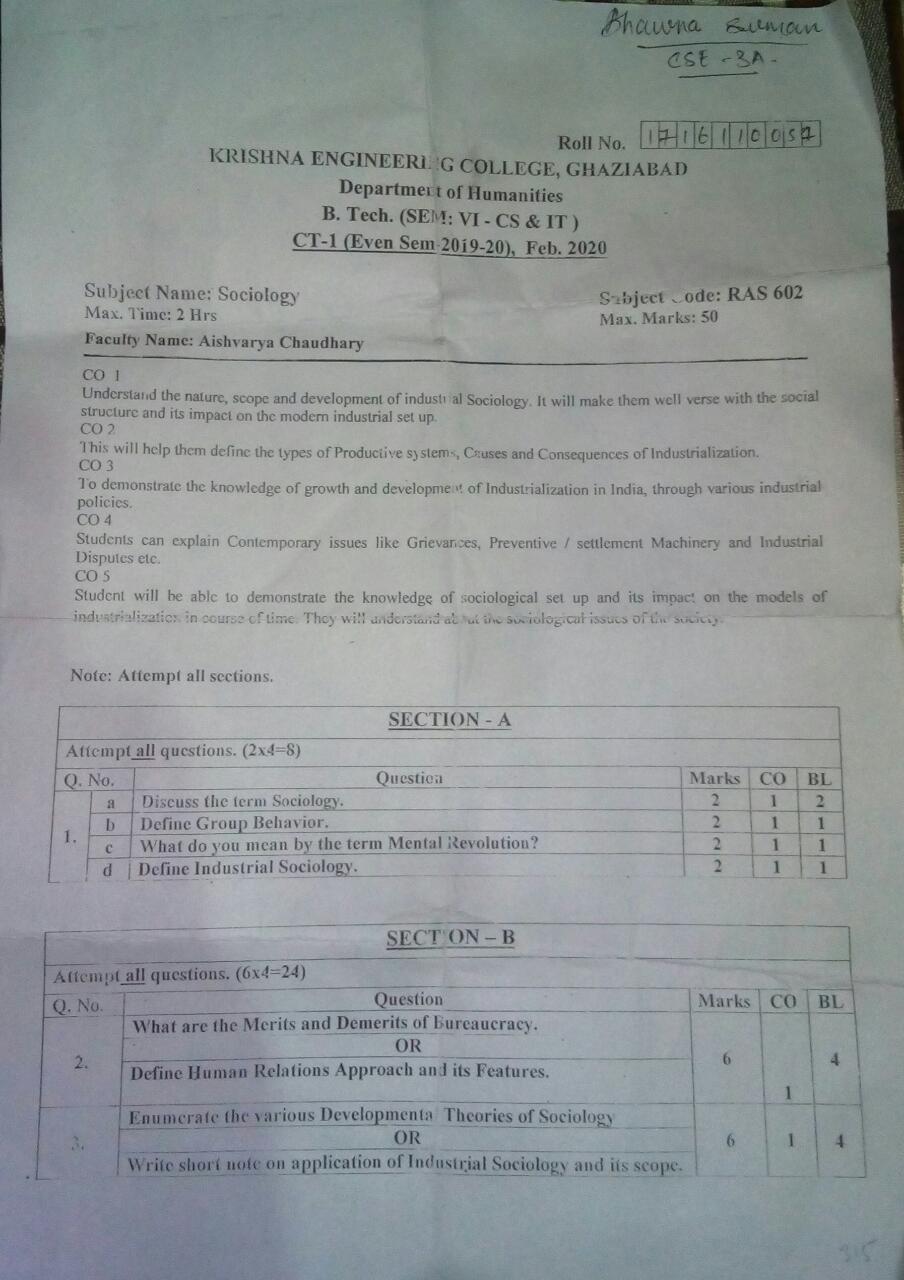 Bhawna Suman
CSE - 3A -
Roll No. 1716110057
KRISHNA ENGINEERING COLLEGE, GHAZIABAD
Department of Humanities
B. Tech. (SEM: VI - CS & IT )
CT-1 (Even Sem 2019-20), Feb. 2020
Subject Name: Sociology Subject Code: RAS 602
Max. Time: 2 Hrs Max. Marks: 50
Faculty Name: Aishvarya Chaudhary
CO 1
Understand the nature, scope and development of industrial Sociology. It will make them well verse with the social
structure and its impact on the modern industrial set up.
CO 2
This will help them define the types of Productive systems, Causes and Consequences of Industrialization.
CO 3
To demonstrate the knowledge of growth and development of Industrialization in India, through various industrial
policies.
CO 4
Students can explain Contemporary issues like Grievances, Preventive / settlement Machinery and Industrial
Disputes etc.
CO 5
Student will be able to demonstrate the knowledge of sociological set up and its impact on the models of
industrialization in course of time. They will understand about the sociological issues of the society.
Note: Attempt all sections.
SECTION - A
Attempt all questions. (2x4=8)
Q. No. Question Marks CO BL
1. a Discuss the term Sociology. 2 1 2
b Define Group Behavior. 2 1 1
c What do you mean by the term Mental Revolution? 2 1 1
d Define Industrial Sociology. 2 1 1
SECTION – B
Attempt all questions. (6x4=24)
Q. No. Question Marks CO BL
What are the Merits and Demerits of Bureaucracy.
OR
2. 6 1 4
Define Human Relations Approach and its Features.
Enumerate the various Developmental Theories of Sociology
3. OR 6 1 4
Write short note on application of Industrial Sociology and its scope.